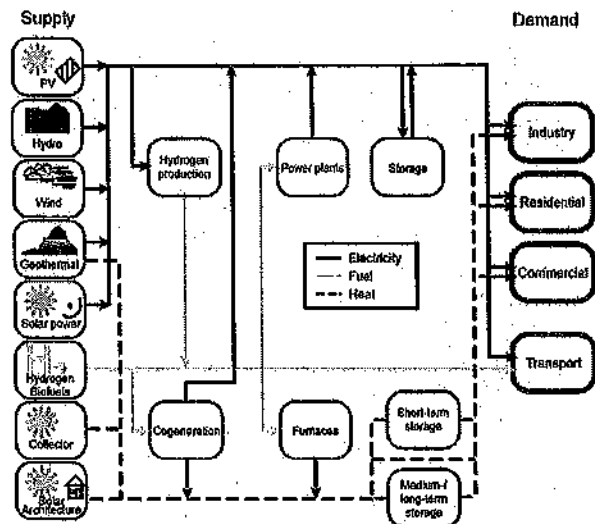 Supply
Demand
PV
Hydro
Wind
Geothermal
Solar power
Hydrogen
Biofuels
Collector
Solar
Architecture
Hydrogen
production
Power plants
Storage
Electricity
Fuel
Heat
Cogeneration
Furnaces
Short-term
storage
Medium-/
long-term
storage
Industry
Residential
Commercial
Transport